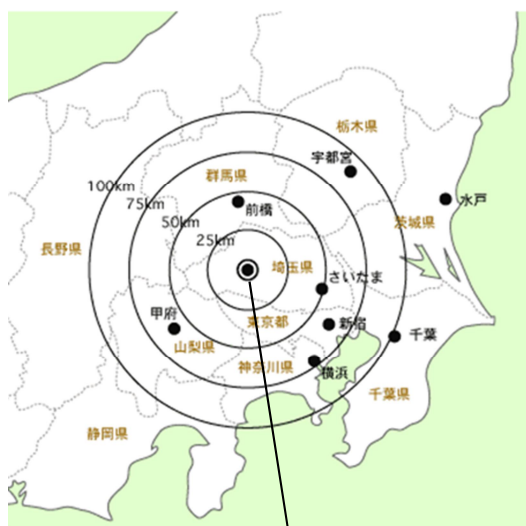 栃木県
宇都宮
群馬県
100km
75km
水戸
前橋
茨城県
50km
25km
長野県
埼玉県
さいたま
甲府
東京都
新宿
千葉
山梨県
神奈川県
横浜
千葉県
静岡県